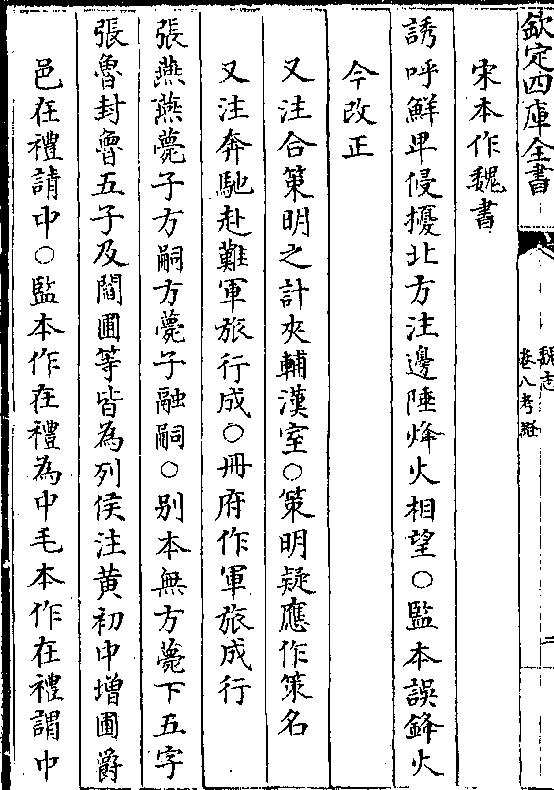 欽定四庫全書
魏志
卷八考證
二
宋本作魏書
誘呼鮮卑侵擾北方注邊陲烽火相望○監本誤鋒火
今改正
又注合策明之計夾輔漢室○策明疑應作策名
又注奔馳赴難軍旅行成○冊府作軍旅成行
張燕燕薨子方嗣方薨子融嗣○别本無方薨下五字
張魯封魯五子及閻圃等皆為列侯注黄初中增圃爵
邑在禮請中○監本作在禮為中毛本作在禮謂中